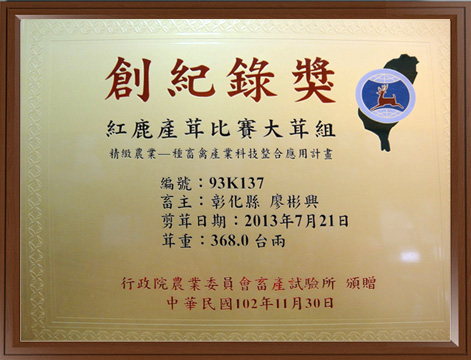 創紀錄獎
紅鹿產茸比賽大茸組
精緻農業—種畜禽產業科技整合應用計畫
編號：93K137
畜主：彰化縣 廖彬興
剪茸日期：2013年7月21日
茸重：368.0 台兩
行政院農業委員會畜產試驗所 頒贈
中華民國102年11月30日